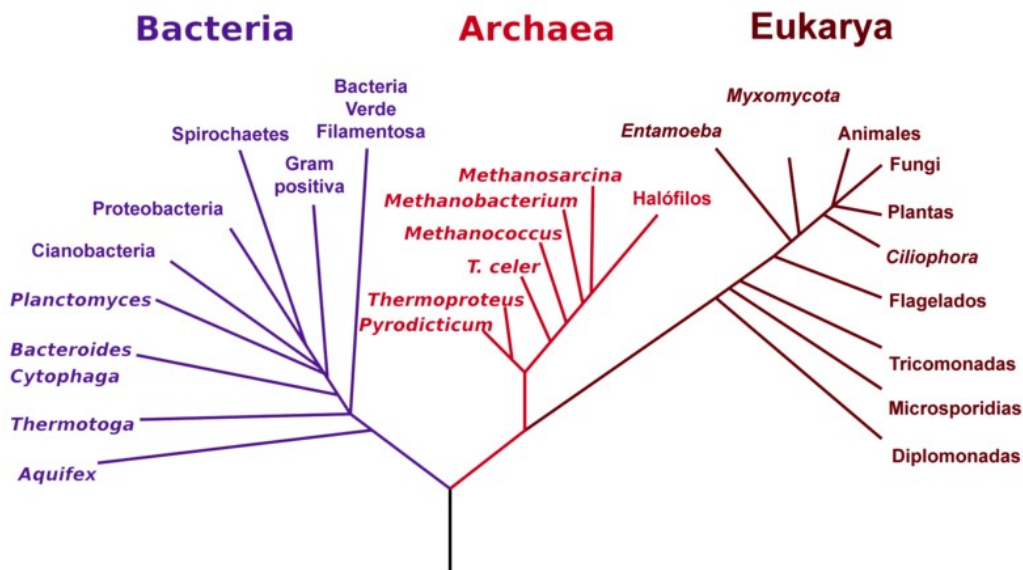 Bacteria
Archaea
Eukarya
Bacteria
Verde
Filamentosa
Spirochaetes
Gram
positiva
Proteobacteria
Cianobacteria
Planctomyces
Bacteroides
Cytophaga
Thermotoga
Aquifex
Methanosarcina
Methanobacterium
Halófilos
Methanococcus
T. celer
Thermoproteus
Pyrodicticum
Myxomycota
Entamoeba
Animales
Fungi
Plantas
Ciliophora
Flagelados
Tricomonadas
Microsporidias
Diplomonadas